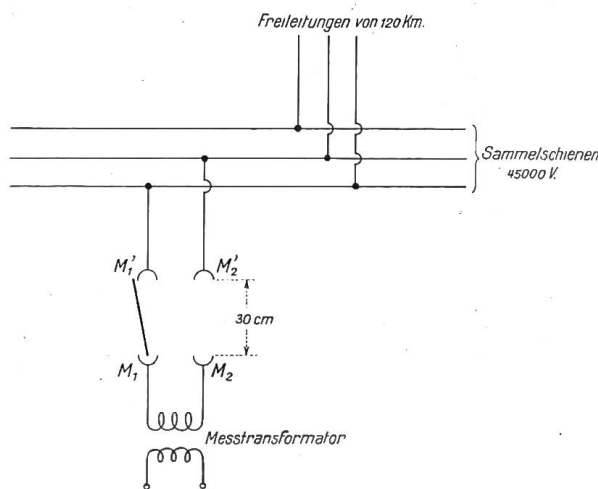 Freileitungen von 120 Km.
Sammelschienen
45000 V.
M₁' M₂'
30 cm
M₁ M₂
Messtransformator